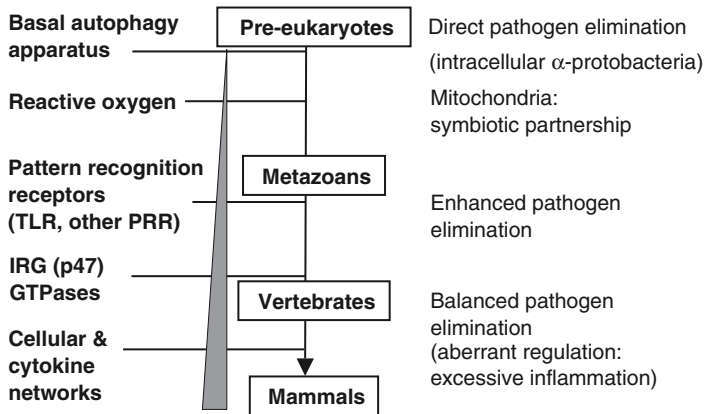 Basal autophagy
apparatus
Pre-eukaryotes
Direct pathogen elimination
(intracellular α-protobacteria)
Reactive oxygen
Mitochondria:
symbiotic partnership
Pattern recognition
receptors
(TLR, other PRR)
Metazoans
Enhanced pathogen
elimination
IRG (p47)
GTPases
Vertebrates
Balanced pathogen
elimination
(aberrant regulation:
excessive inflammation)
Cellular &
cytokine
networks
Mammals